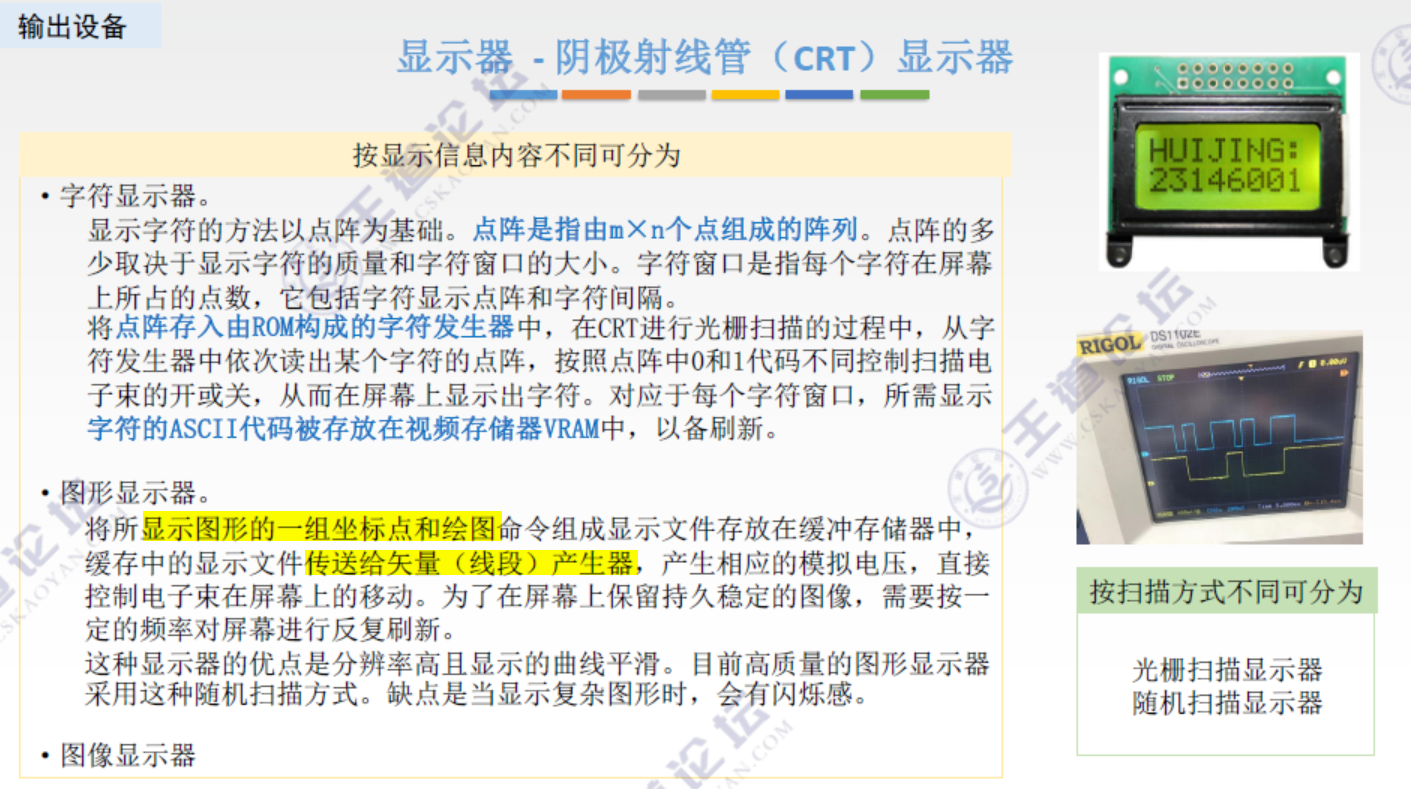 输出设备
显示器 - 阴极射线管（CRT）显示器
按显示信息内容不同可分为
• 字符显示器。
显示字符的方法以点阵为基础。点阵是指由m×n个点组成的阵列。点阵的多
少取决于显示字符的质量和字符窗口的大小。字符窗口是指每个字符在屏幕
上所占的点数，它包括字符显示点阵和字符间隔。
将点阵存入由ROM构成的字符发生器中，在CRT进行光栅扫描的过程中，从字
符发生器中依次读出某个字符的点阵，按照点阵中0和1代码不同控制扫描电
子束的开或关，从而在屏幕上显示出字符。对应于每个字符窗口，所需显示
字符的ASCII代码被存放在视频存储器VRAM中，以备刷新。
• 图形显示器。
将所显示图形的一组坐标点和绘图命令组成显示文件存放在缓冲存储器中，
缓存中的显示文件传送给矢量（线段）产生器，产生相应的模拟电压，直接
控制电子束在屏幕上的移动。为了在屏幕上保留持久稳定的图像，需要按一
定的频率对屏幕进行反复刷新。
这种显示器的优点是分辨率高且显示的曲线平滑。目前高质量的图形显示器
采用这种随机扫描方式。缺点是当显示复杂图形时，会有闪烁感。
• 图像显示器
HUIJING:
23146001
RIGOL DS1102E
DIGITAL OSCILLOSCOPE
RIGOL STOP
按扫描方式不同可分为
光栅扫描显示器
随机扫描显示器
王道论坛
WWW.CSKAOYAN.COM